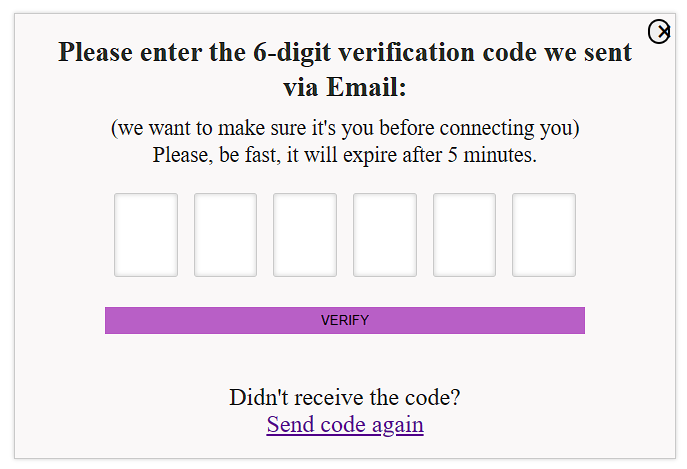 Please enter the 6-digit verification code we sent
via Email:
(we want to make sure it's you before connecting you)
Please, be fast, it will expire after 5 minutes.
VERIFY
Didn't receive the code?
Send code again